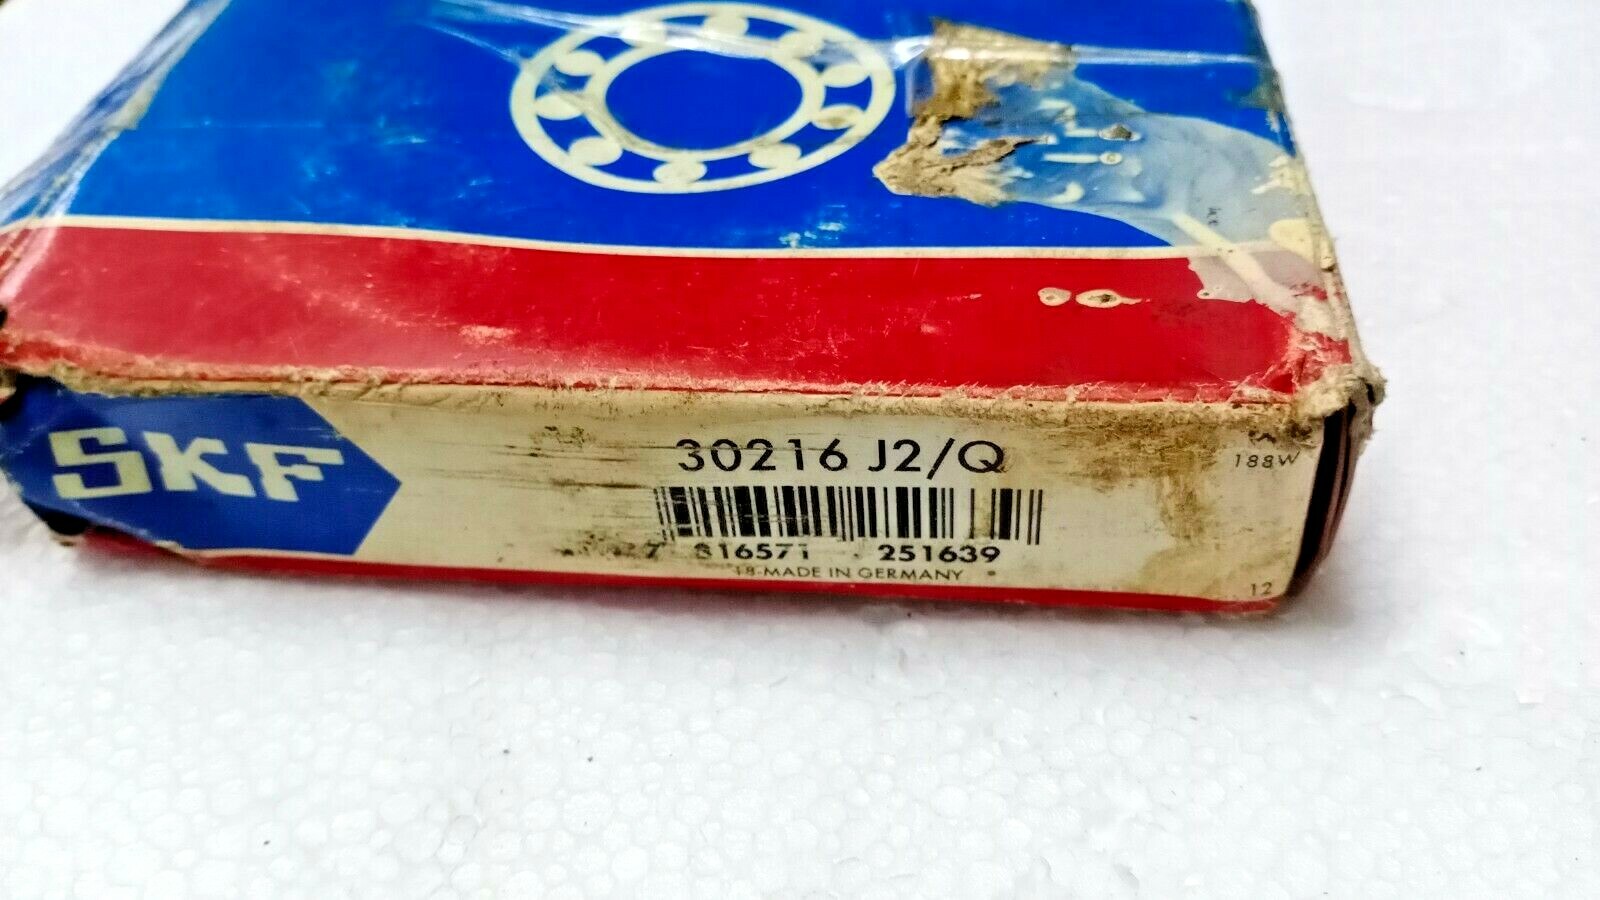 SKF
30216 J2/Q
188W
7 316571 251639
18-MADE IN GERMANY
12